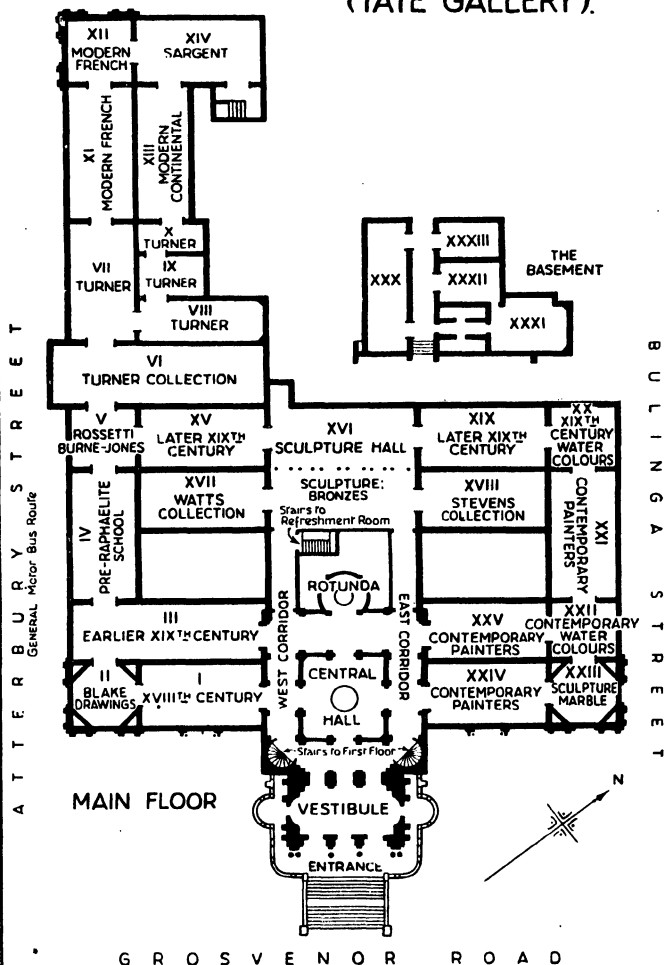 (TATE GALLERY).
XII
MODERN
FRENCH
XIV
SARGENT
XI
MODERN FRENCH
XIII
MODERN
CONTINENTAL
X
TURNER
IX
TURNER
VII
TURNER
VIII
TURNER
VI
TURNER COLLECTION
XXX
XXXIII
XXXII
XXXI
THE
BASEMENT
V
ROSSETTI
BURNE-JONES
XV
LATER XIXTH
CENTURY
XVI
SCULPTURE HALL
XIX
LATER XIXTH
CENTURY
XX
XIXTH
CENTURY
WATER
COLOURS
IV
PRE-RAPHAELITE
SCHOOL
XVII
WATTS
COLLECTION
SCULPTURE:
BRONZES
Stairs to
Refreshment Room
XVIII
STEVENS
COLLECTION
XXI
CONTEMPORARY
PAINTERS
ROTUNDA
III
EARLIER XIXTH CENTURY
WEST CORRIDOR
EAST CORRIDOR
XXV
CONTEMPORARY
PAINTERS
XXII
CONTEMPORARY
WATER
COLOURS
II
BLAKE
DRAWINGS
I
XVIIITH CENTURY
CENTRAL
HALL
XXIV
CONTEMPORARY
PAINTERS
XXIII
SCULPTURE
MARBLE
Stairs to First Floor
MAIN FLOOR
VESTIBULE
ENTRANCE
N
ATTERBURY STREET
General Motor Bus Route
BULINGA STREET
GROSVENOR ROAD